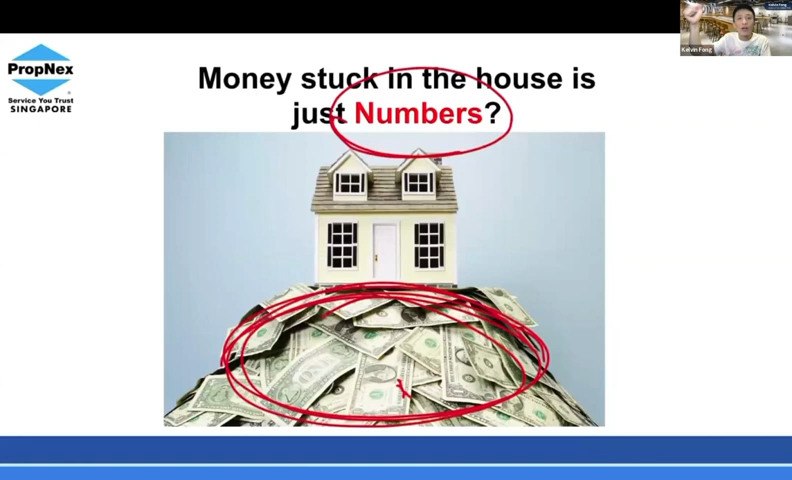 PropNex
Service You Trust
SINGAPORE
Money stuck in the house is
just Numbers?
Kelvin Fong